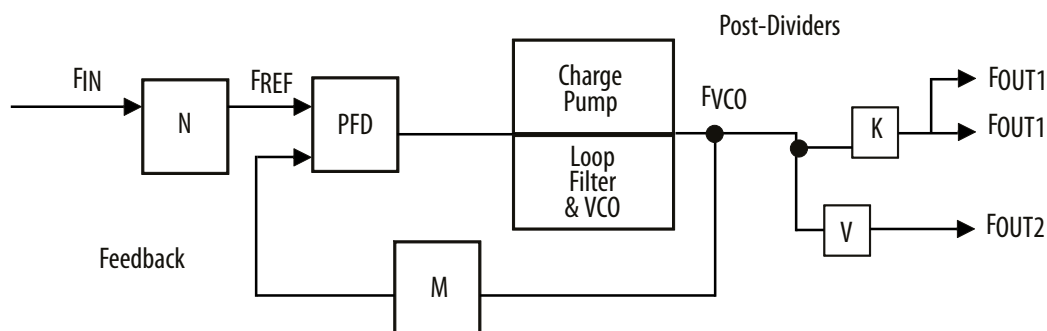 Post-Dividers
FIN
N
FREF
PFD
Charge
Pump
Loop
Filter
& VCO
FVCO
K
FOUT1
FOUT1
V
FOUT2
Feedback
M